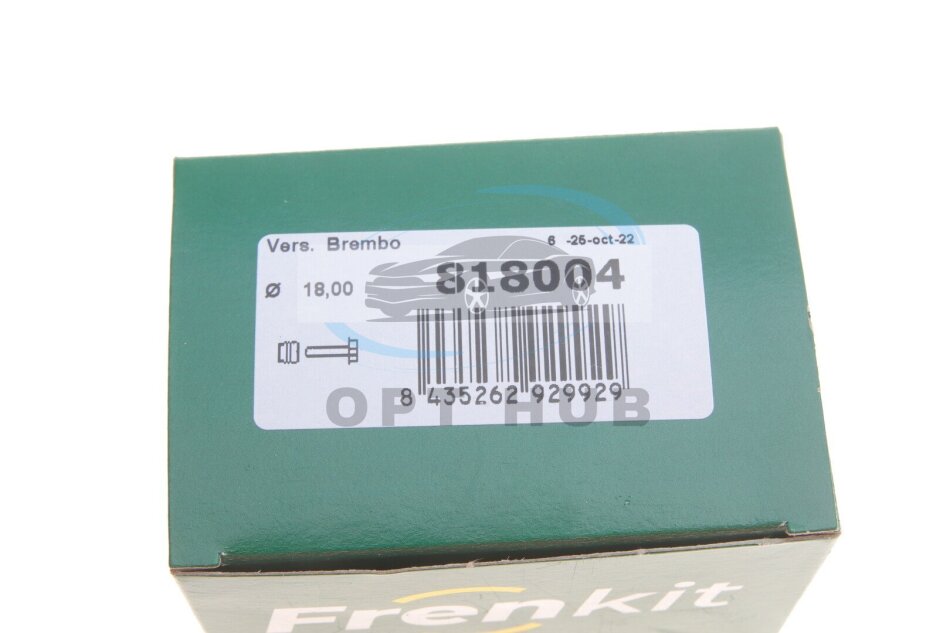 Vers. Brembo 6 -25-oct-22
Ø 18,00 818004
8 435262 929929
OPT HUB
Frenkit